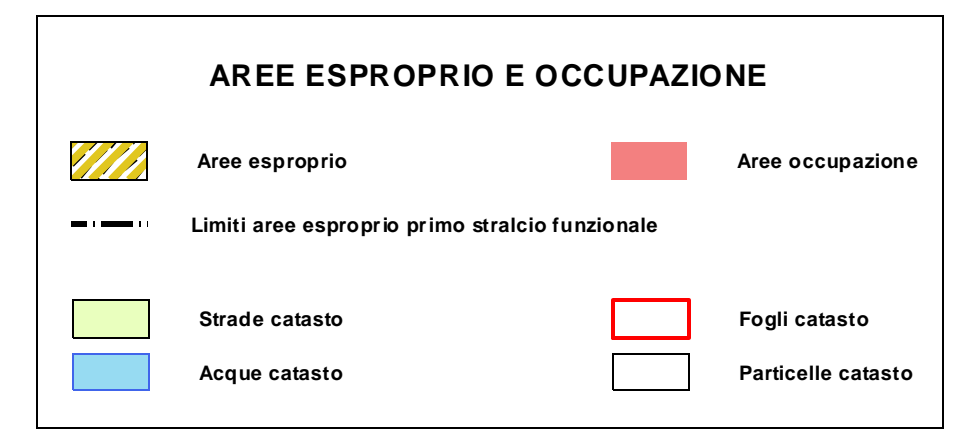 AREE ESPROPRIO E OCCUPAZIONE
Aree esproprio
Aree occupazione
Limiti aree esproprio primo stralcio funzionale
Strade catasto
Fogli catasto
Acque catasto
Particelle catasto